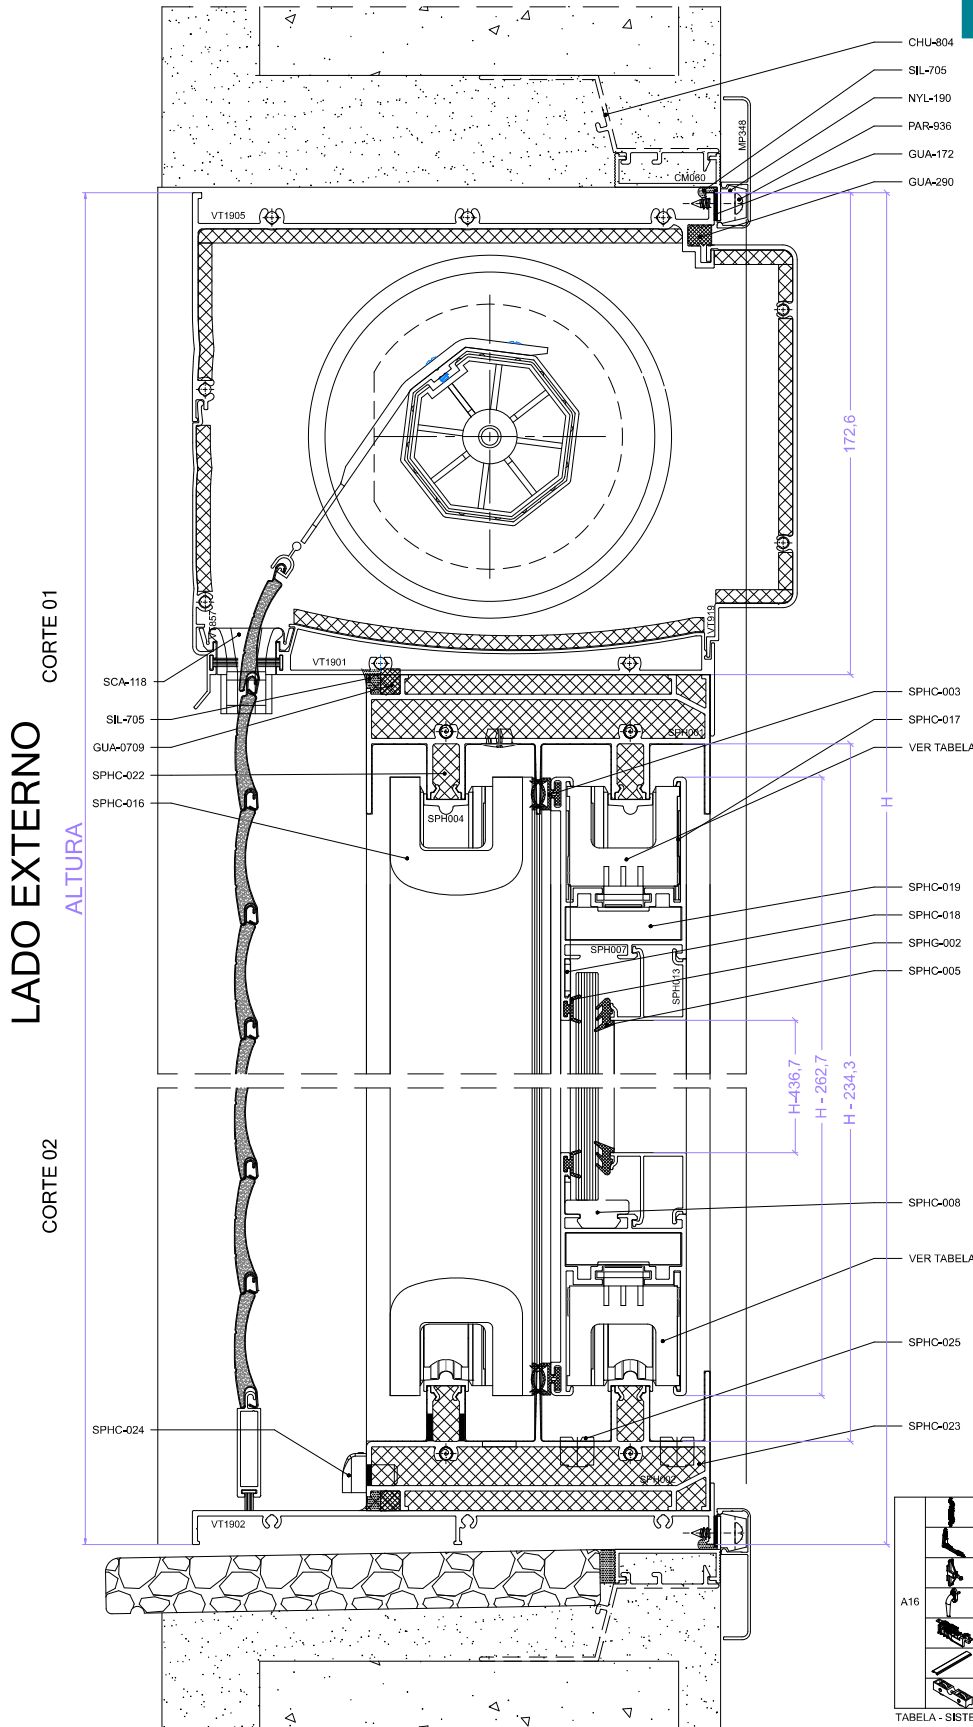 CHU-804
SIL-705
NYL-190
PAR-936
GUA-172
GUA-290
MP348
CM060
VT1905
172,6
CORTE 01
LADO EXTERNO
ALTURA
CORTE 02
VT1857
VT1919
VT1901
SCA-118
SIL-705
GUA-0709
SPHC-022
SPHC-016
SPH001
SPH004
SPHC-003
SPHC-017
VER TABELA
H
SPHC-019
SPHC-018
SPHC-002
SPHC-005
SPH007
SPH013
H-436,7
H - 262,7
H - 234,3
SPHC-008
VER TABELA
SPHC-025
SPHC-023
SPHC-024
SPH002
VT1902
A16
TABELA - SISTE